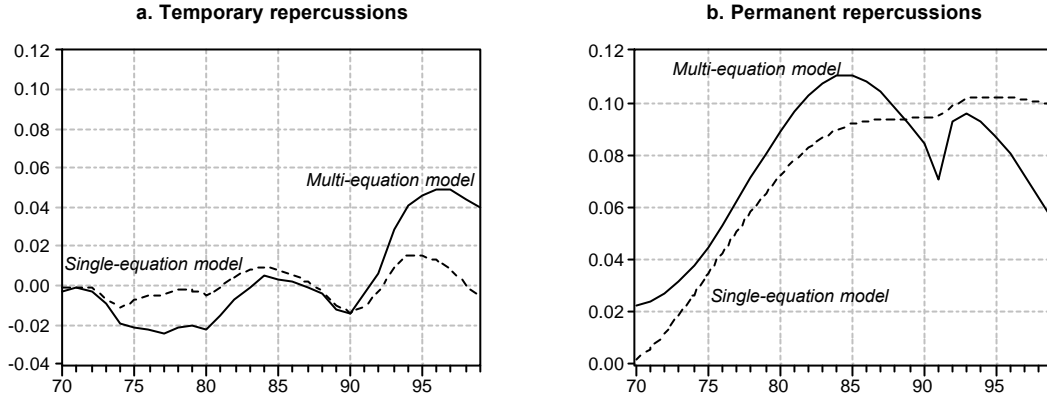 a. Temporary repercussions
0.12
0.10
0.08
0.06
0.04
0.02
0.00
-0.02
-0.04
Multi-equation model
Single-equation model
70 75 80 85 90 95
b. Permanent repercussions
0.12
0.10
0.08
0.06
0.04
0.02
0.00
Multi-equation model
Single-equation model
70 75 80 85 90 95